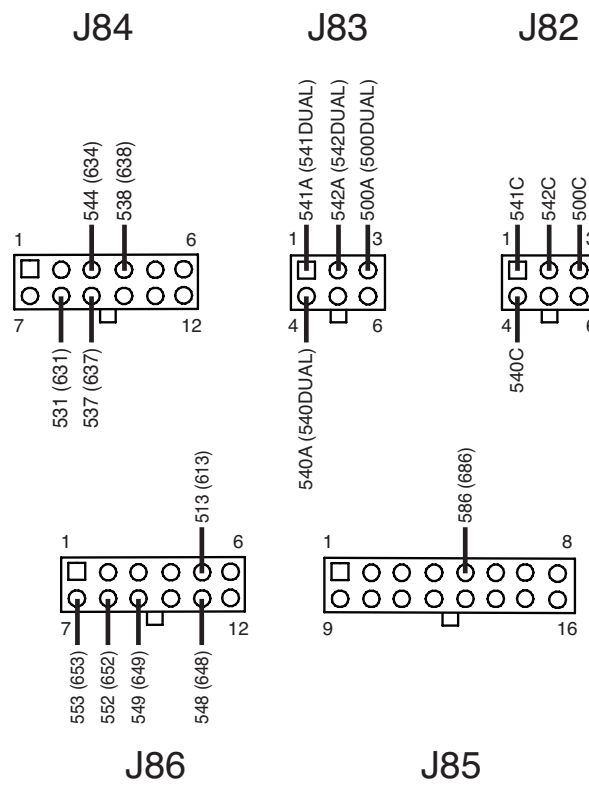 J84
J83
J82
544 (634)
538 (638)
541A (541DUAL)
542A (542DUAL)
500A (500DUAL)
541C
542C
500C
1
6
1
3
1
7
12
4
6
4
531 (631)
537 (637)
540A (540DUAL)
540C
513 (613)
586 (686)
1
6
1
8
7
12
9
16
553 (653)
552 (652)
549 (649)
548 (648)
J86
J85